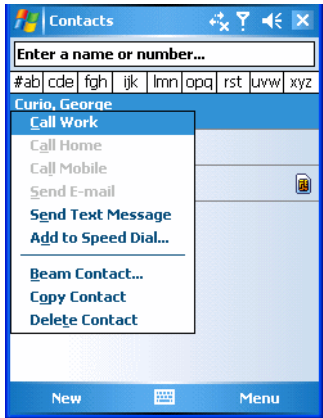 Contacts
Enter a name or number...
#ab cde fgh ijk lmn opq rst uvw xyz
Curio, George
Call Work
Call Home
Call Mobile
Send E-mail
Send Text Message
Add to Speed Dial...
Beam Contact...
Copy Contact
Delete Contact
New Menu